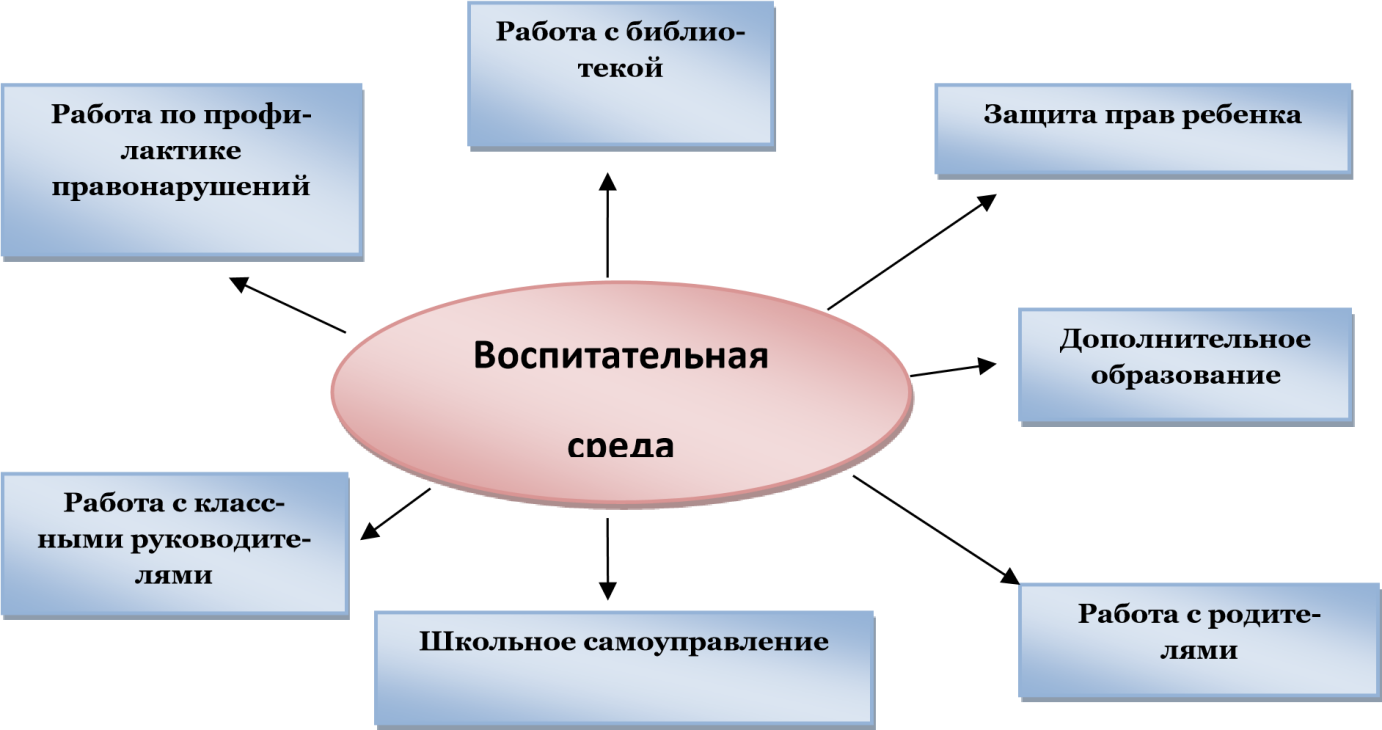 Работа с библио-
текой
Работа по профи-
лактике
правонарушений
Защита прав ребенка
Воспитательная
среда
Дополнительное
образование
Работа с класс-
ными руководите-
лями
Школьное самоуправление
Работа с родите-
лями